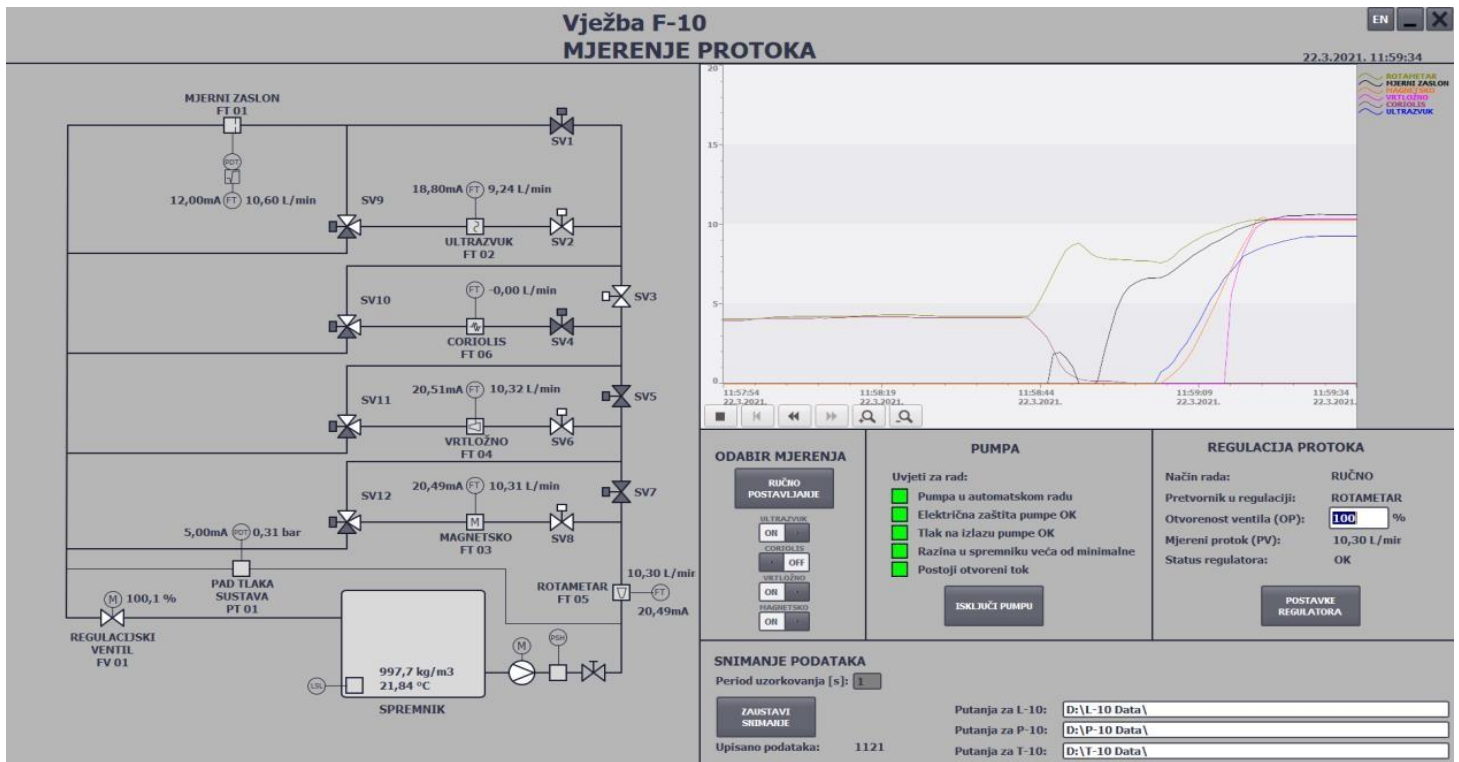 Vježba F-10
MJERENJE PROTOKA
EN
22.3.2021. 11:59:34
MJERNI ZASLON
FT 01
PDT
12,00mA FT 10,60 L/min
SV1
SV9
18,80mA FT 9,24 L/min
ULTRAZVUK
FT 02
SV2
SV10
FT -0,00 L/min
SV3
CORIOLIS
FT 06
SV4
SV11
20,51mA FT 10,32 L/min
SV5
VRTLOŽNO
FT 04
SV6
SV12
20,49mA FT 10,31 L/min
SV7
M
MAGNETSKO
FT 03
SV8
5,00mA PDT 0,31 bar
PAD TLAKA
SUSTAVA
PT 01
M 100,1 %
REGULACIJSKI
VENTIL
FV 01
10,30 L/mir
ROTAMETAR
FT 05
FT
20,49mA
M
PSH
997,7 kg/m3
21,84 °C
LSL
SPREMNIK
20
15
10
5
0
11:57:54
22.3.2021.
11:58:19
22.3.2021.
11:58:44
22.3.2021.
11:59:09
22.3.2021.
11:59:34
22.3.2021.
ROTAMETAR
MJERNI ZASLON
MAGNETSKO
VRTLOŽNO
CORIOLIS
ULTRAZVUK
ODABIR MJERENJA
RUČNO
POSTAVLJANJE
ULTRAZVUK
ON
CORIOLIS
OFF
VRTLOŽNO
ON
MAGNETSKO
ON
PUMPA
Uvjeti za rad:
Pumpa u automatskom radu
Električna zaštita pumpe OK
Tlak na izlazu pumpe OK
Razina u spremniku veća od minimalne
Postoji otvoreni tok
ISKLJUČI PUMPU
REGULACIJA PROTOKA
Način rada: RUČNO
Pretvornik u regulaciji: ROTAMETAR
Otvorenost ventila (OP): 100 %
Mjereni protok (PV): 10,30 L/min
Status regulatora: OK
POSTAVKE
REGULATORA
SNIMANJE PODATAKA
Period uzorkovanja [s]: 1
ZAUSTAVI
SNIMANJE
Upisano podataka: 1121
Putanja za L-10: D:\L-10 Data\
Putanja za P-10: D:\P-10 Data\
Putanja za T-10: D:\T-10 Data\